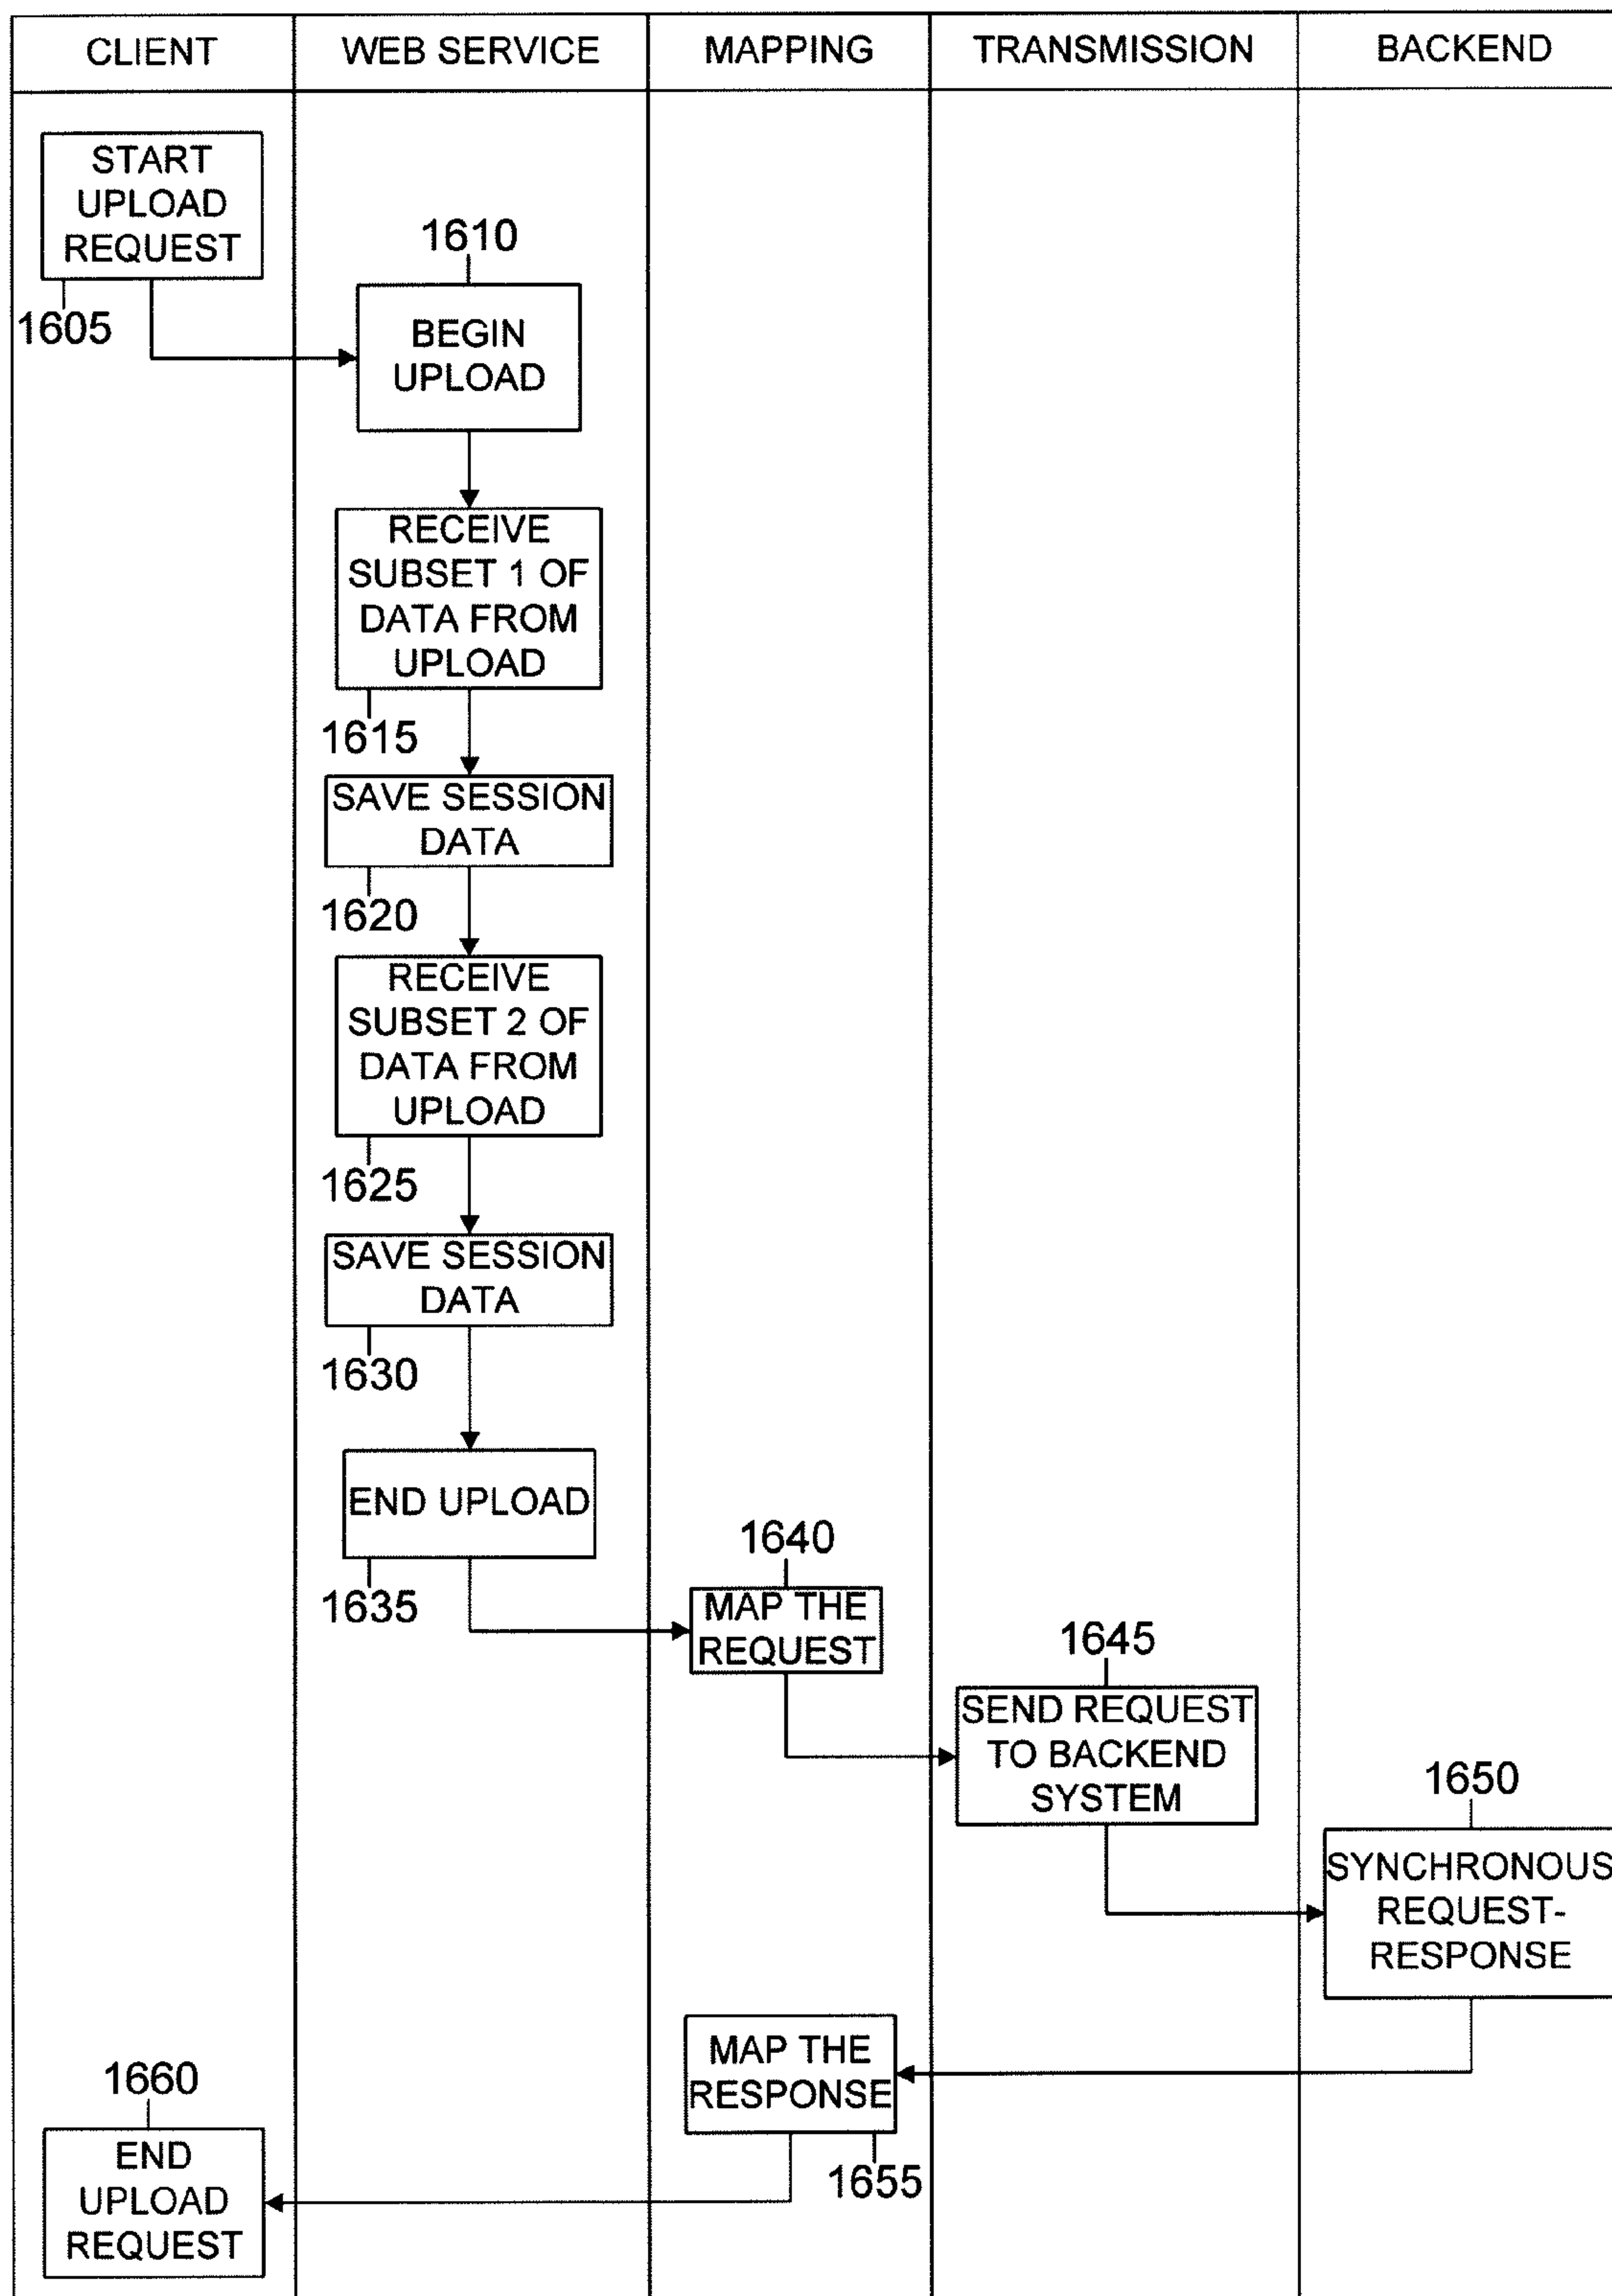 CLIENT
WEB SERVICE
MAPPING
TRANSMISSION
BACKEND
START
UPLOAD
REQUEST
1605
1610
BEGIN
UPLOAD
RECEIVE
SUBSET 1 OF
DATA FROM
UPLOAD
1615
SAVE SESSION
DATA
1620
RECEIVE
SUBSET 2 OF
DATA FROM
UPLOAD
1625
SAVE SESSION
DATA
1630
END UPLOAD
1635
1640
MAP THE
REQUEST
1645
SEND REQUEST
TO BACKEND
SYSTEM
1650
SYNCHRONOUS
REQUEST-
RESPONSE
MAP THE
RESPONSE
1655
1660
END
UPLOAD
REQUEST